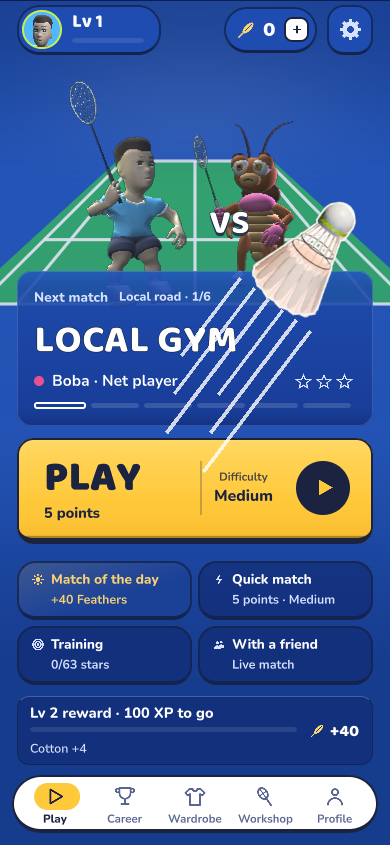 Lv 1
0
+
VS
Next match Local road · 1/6
LOCAL GYM
Boba · Net player
PLAY
5 points
Difficulty
Medium
Match of the day
+40 Feathers
Quick match
5 points · Medium
Training
0/63 stars
With a friend
Live match
Lv 2 reward · 100 XP to go
+40
Cotton +4
Play
Career
Wardrobe
Workshop
Profile